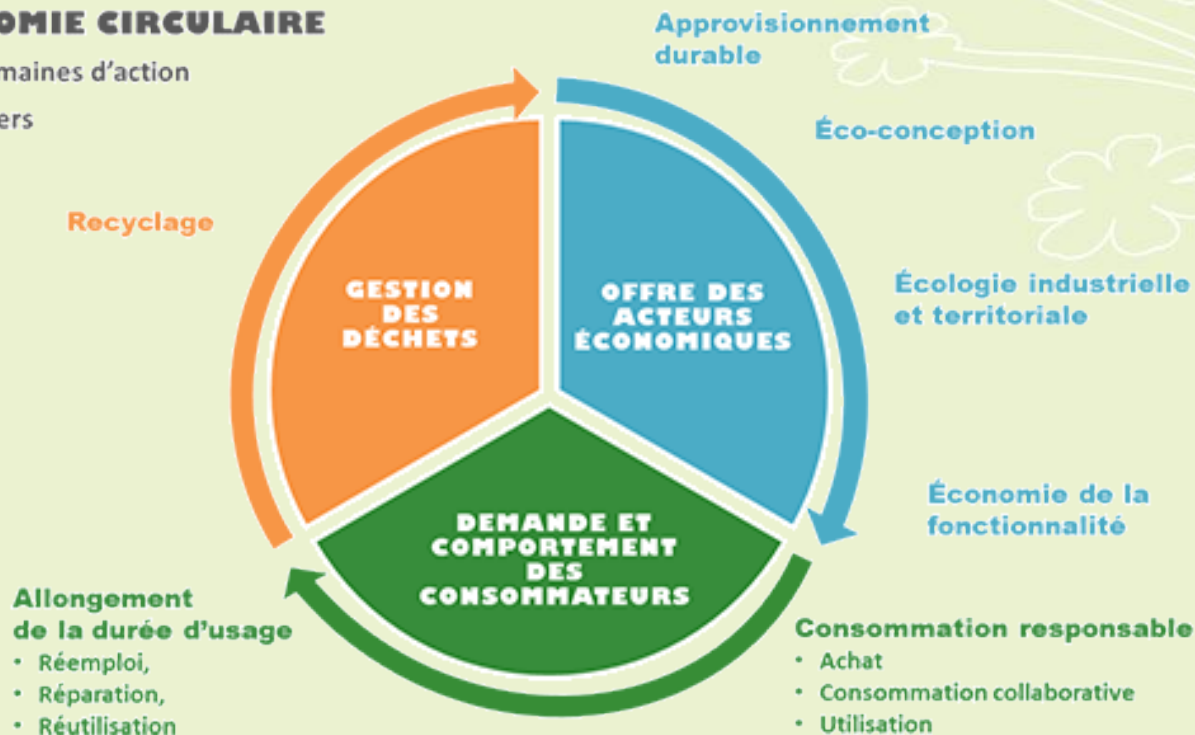 OMIE CIRCULAIRE
maines d'action
ers
Approvisionnement
durable
Éco-conception
Écologie industrielle
et territoriale
Économie de la
fonctionnalité
Recyclage
GESTION
DES
DÉCHETS
OFFRE DES
ACTEURS
ÉCONOMIQUES
DEMANDE ET
COMPORTEMENT
DES
CONSOMMATEURS
Consommation responsable
• Achat
• Consommation collaborative
• Utilisation
Allongement
de la durée d'usage
• Réemploi,
• Réparation,
• Réutilisation